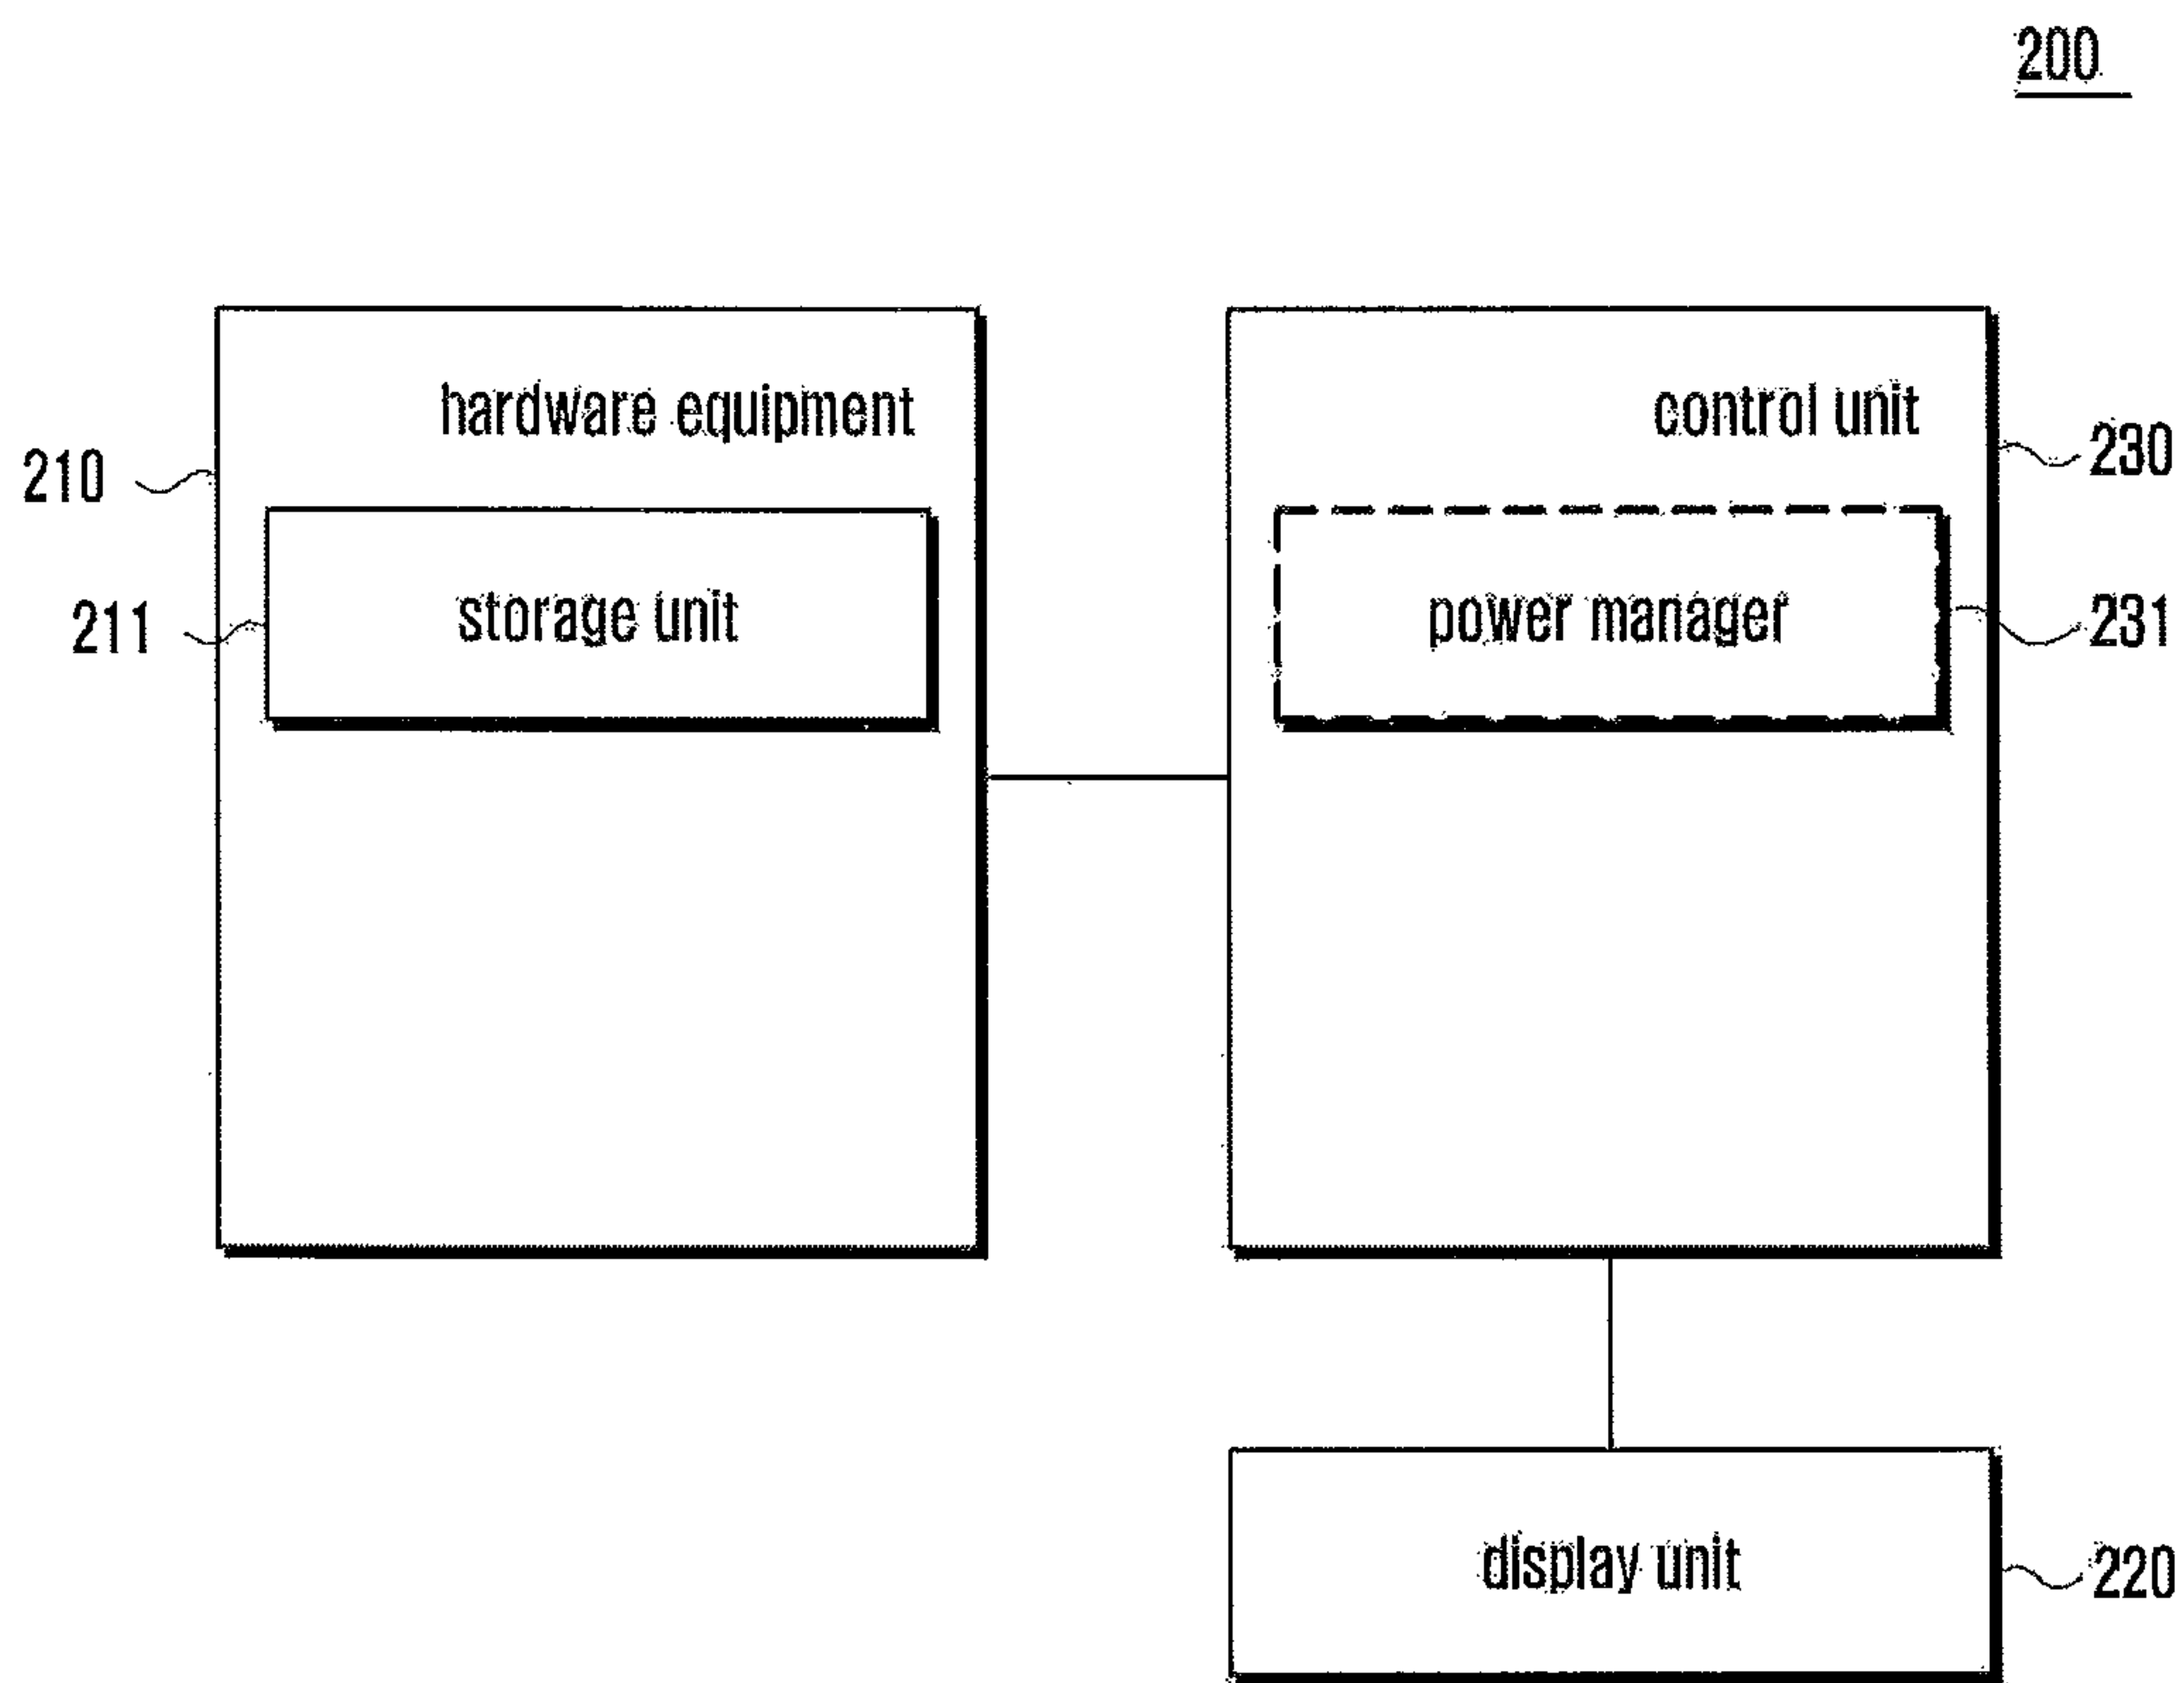 200
hardware equipment
control unit
210
230
storage unit
power manager
211
231
display unit
220